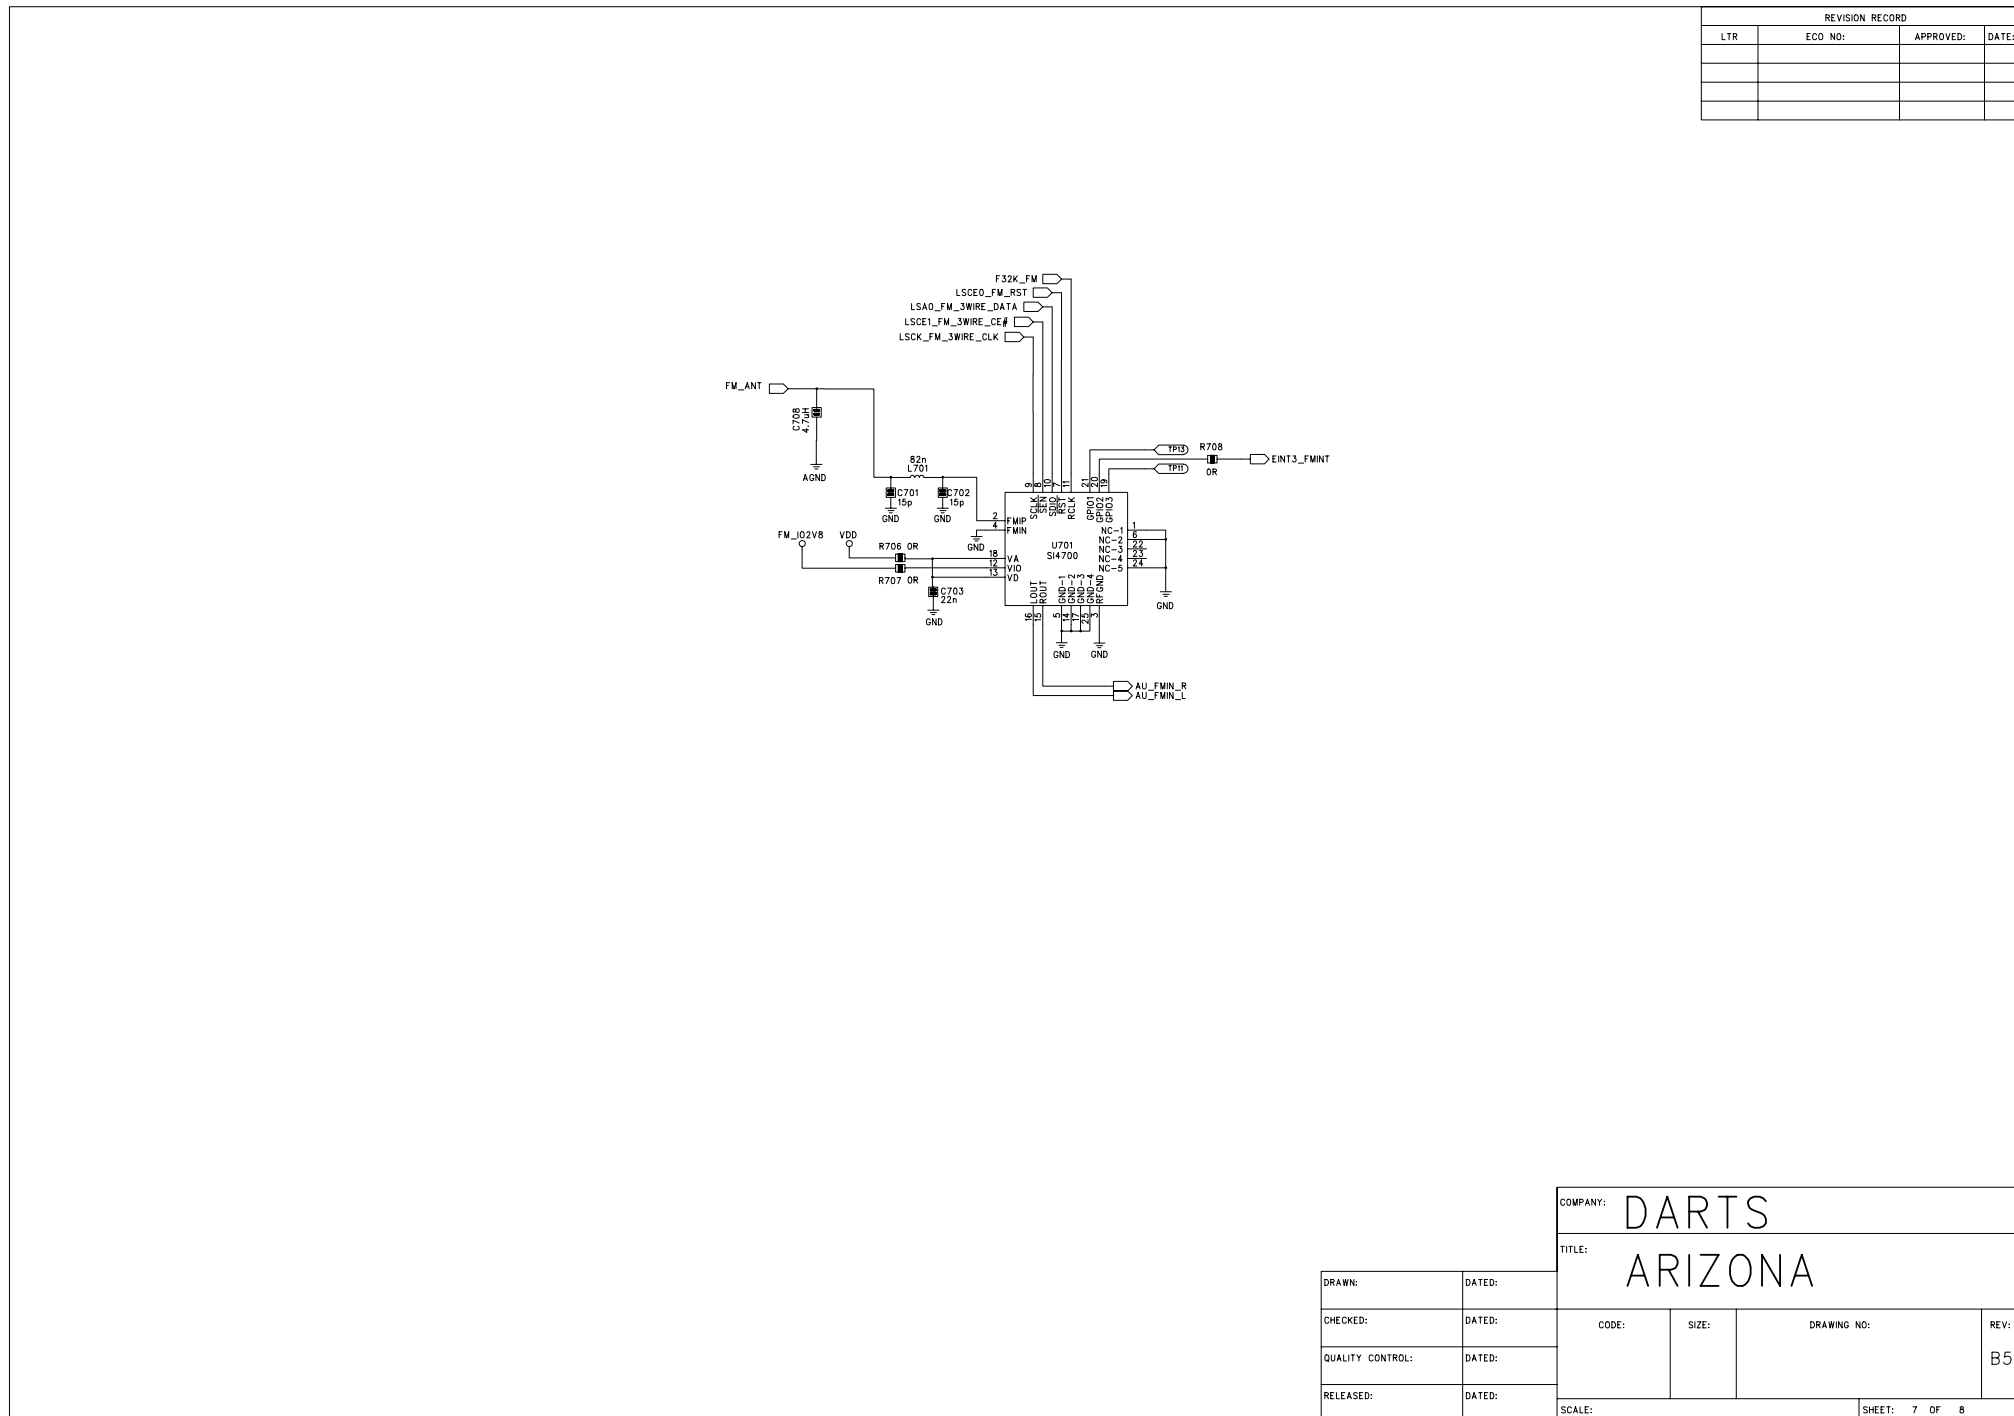 REVISION RECORD
LTR ECO NO: APPROVED: DATE:
F32K_FM
LSCE0_FM_RST
LSA0_FM_3WIRE_DATA
LSCE1_FM_3WIRE_CE#
LSCK_FM_3WIRE_CLK
FM_ANT
C708
4.7uH
AGND
82n
L701
C701
15p
GND
C702
15p
GND
TP13
R708
0R
EINT3_FMINT
TP11
9 8 10 7 11 21 20 19
SCLK SEN SDIO RST RCLK GPIO1 GPIO2 GPIO3
2 FMIP
4 FMIN
GND
U701
SI4700
NC-1 1
NC-2 6
NC-3 22
NC-4 23
NC-5 24
GND
FM_IO2V8 VDD
R706 0R
R707 0R
18 VA
12 VIO
13 VD
C703
22n
GND
LOUT ROUT GND-1 GND-2 GND-3 GND-4 RFGND
16 15 5 14 17 25 3
GND GND
AU_FMIN_R
AU_FMIN_L
COMPANY: DARTS
TITLE: ARIZONA
DRAWN: DATED:
CHECKED: DATED:
QUALITY CONTROL: DATED:
RELEASED: DATED:
CODE: SIZE: DRAWING NO: REV:
B5
SCALE: SHEET: 7 OF 8